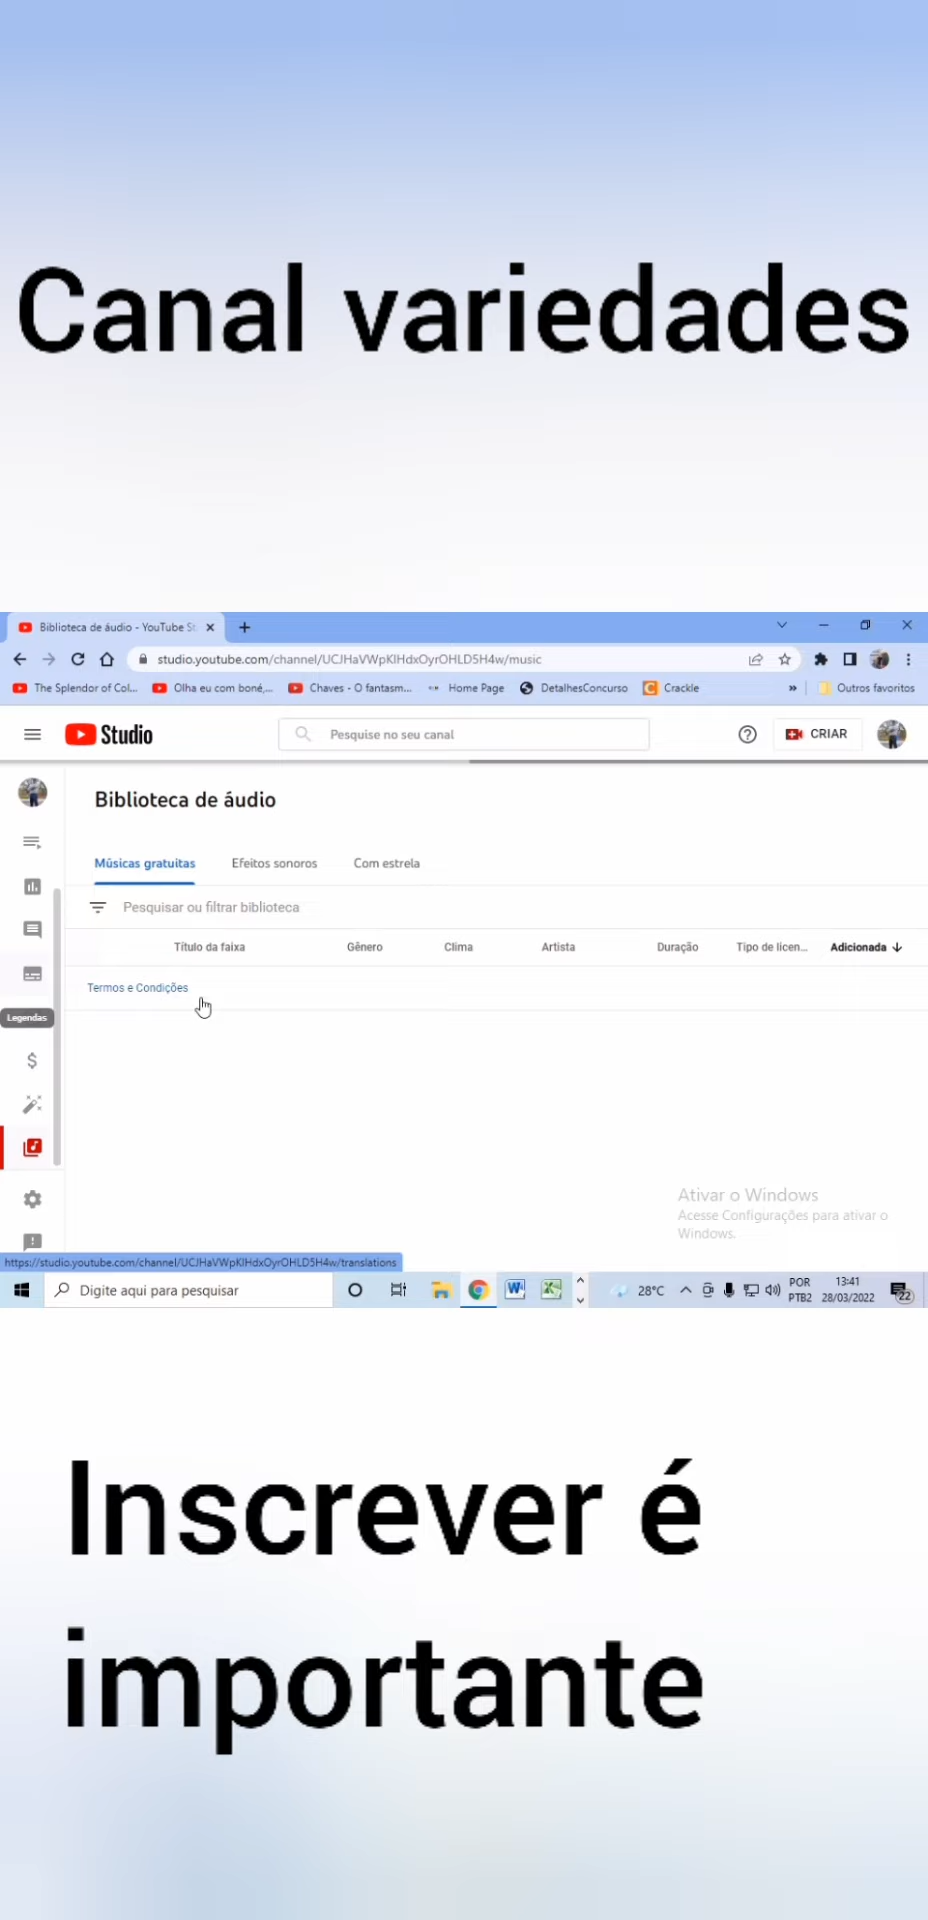 Canal variedades
Biblioteca de áudio - YouTube St
studio.youtube.com/channel/UCJHaVWpKIHdxOyrOHLD5H4w/music
The Splendor of Col... Olha eu com boné,... Chaves - O fantasm... Home Page DetalhesConcurso Crackle » Outros favoritos
Studio Pesquise no seu canal CRIAR
Biblioteca de áudio
Músicas gratuitas Efeitos sonoros Com estrela
Pesquisar ou filtrar biblioteca
Título da faixa Gênero Clima Artista Duração Tipo de licen... Adicionada
Termos e Condições
Legendas
Ativar o Windows
Acesse Configurações para ativar o
Windows.
https://studio.youtube.com/channel/UCJHaVWpKIHdxOyrOHLD5H4w/translations
Digite aqui para pesquisar 28°C POR 13:41
PTB2 28/03/2022 22
Inscrever é
importante